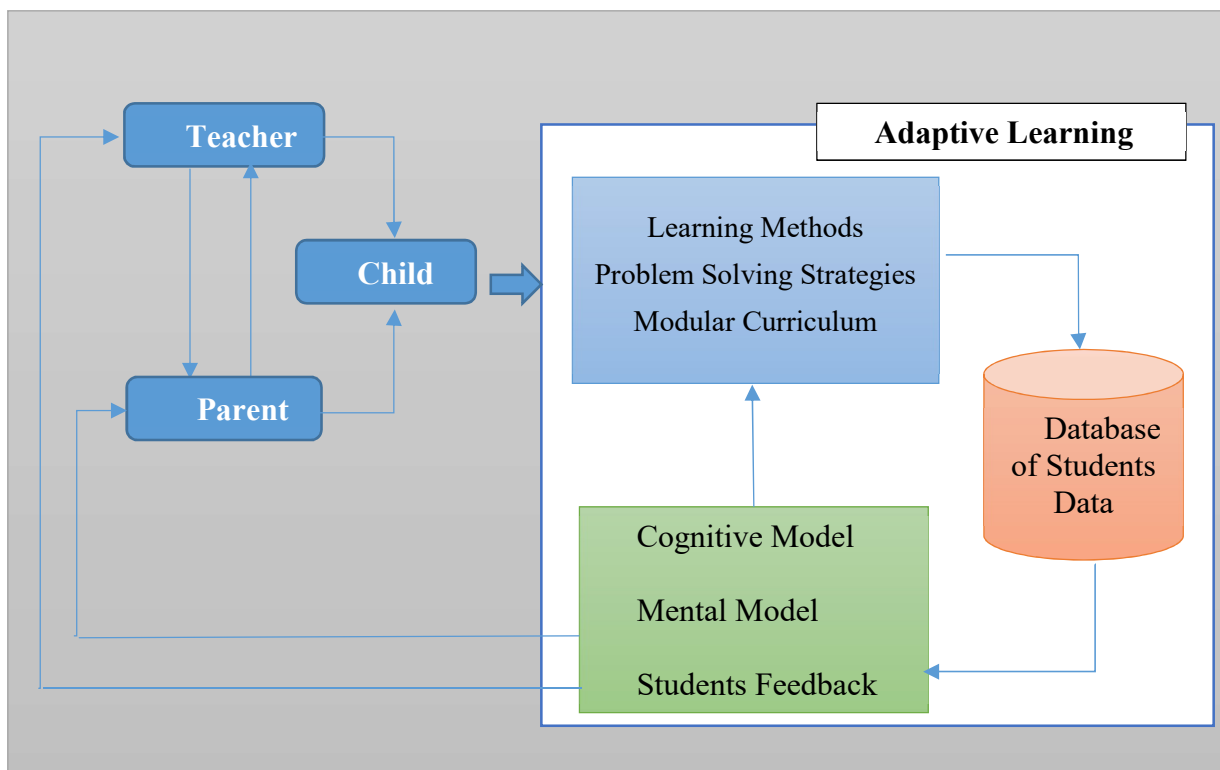 Teacher
Adaptive Learning
Child
Parent
Learning Methods
Problem Solving Strategies
Modular Curriculum
Database
of Students
Data
Cognitive Model
Mental Model
Students Feedback